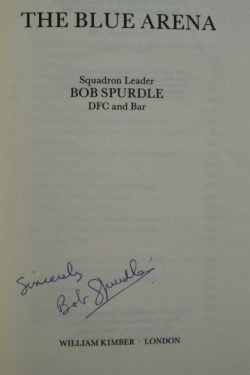 THE BLUE ARENA
Squadron Leader
BOB SPURDLE
DFC and Bar
Sincerely
Bob Spurdle
WILLIAM KIMBER · LONDON